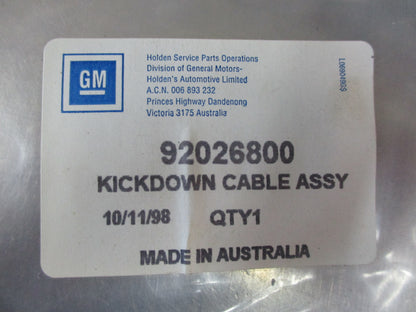 GM
Holden Service Parts Operations
Division of General Motors-
Holden's Automotive Limited
A.C.N. 006 893 232
Princes Highway Dandenong
Victoria 3175 Australia
92026800
KICKDOWN CABLE ASSY
10/11/98 QTY1
MADE IN AUSTRALIA